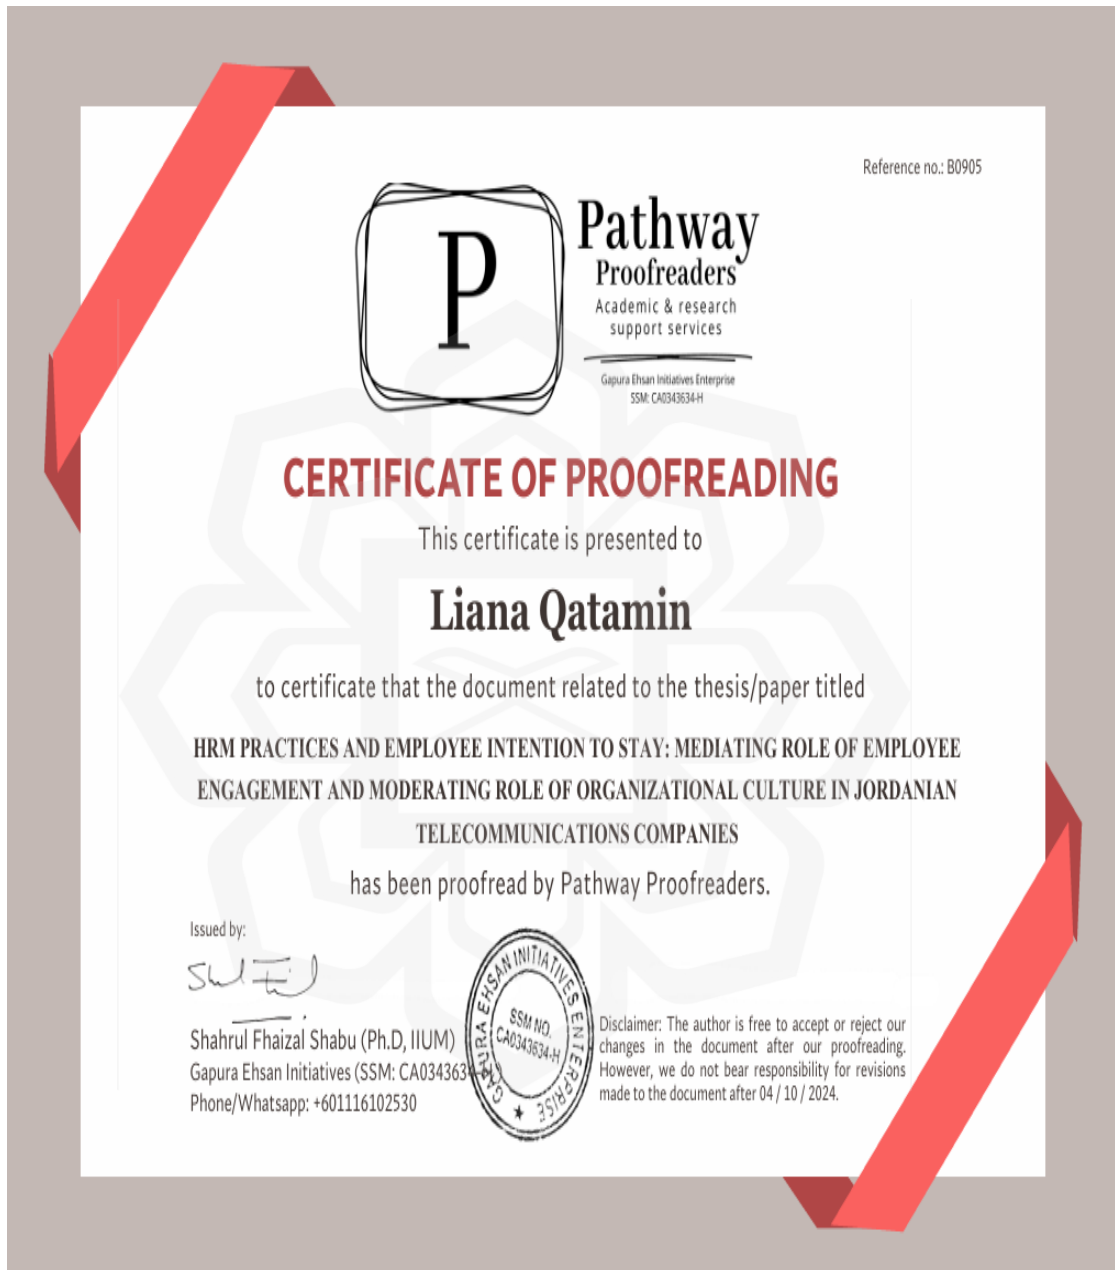 Reference no.: B0905
P
Pathway
Proofreaders
Academic & research
support services
Gapura Ehsan Initiatives Enterprise
SSM: CA0343634-H
CERTIFICATE OF PROOFREADING
This certificate is presented to
Liana Qatamin
to certificate that the document related to the thesis/paper titled
HRM PRACTICES AND EMPLOYEE INTENTION TO STAY: MEDIATING ROLE OF EMPLOYEE
ENGAGEMENT AND MODERATING ROLE OF ORGANIZATIONAL CULTURE IN JORDANIAN
TELECOMMUNICATIONS COMPANIES
has been proofread by Pathway Proofreaders.
Issued by:
Shahrul Fhaizal Shabu (Ph.D, IIUM)
Gapura Ehsan Initiatives (SSM: CA034363
Phone/Whatsapp: +601116102530
GAPURA EHSAN INITIATIVES ENTERPRISE
SSM NO.
CA0343634-H
Disclaimer: The author is free to accept or reject our
changes in the document after our proofreading.
However, we do not bear responsibility for revisions
made to the document after 04 / 10 / 2024.